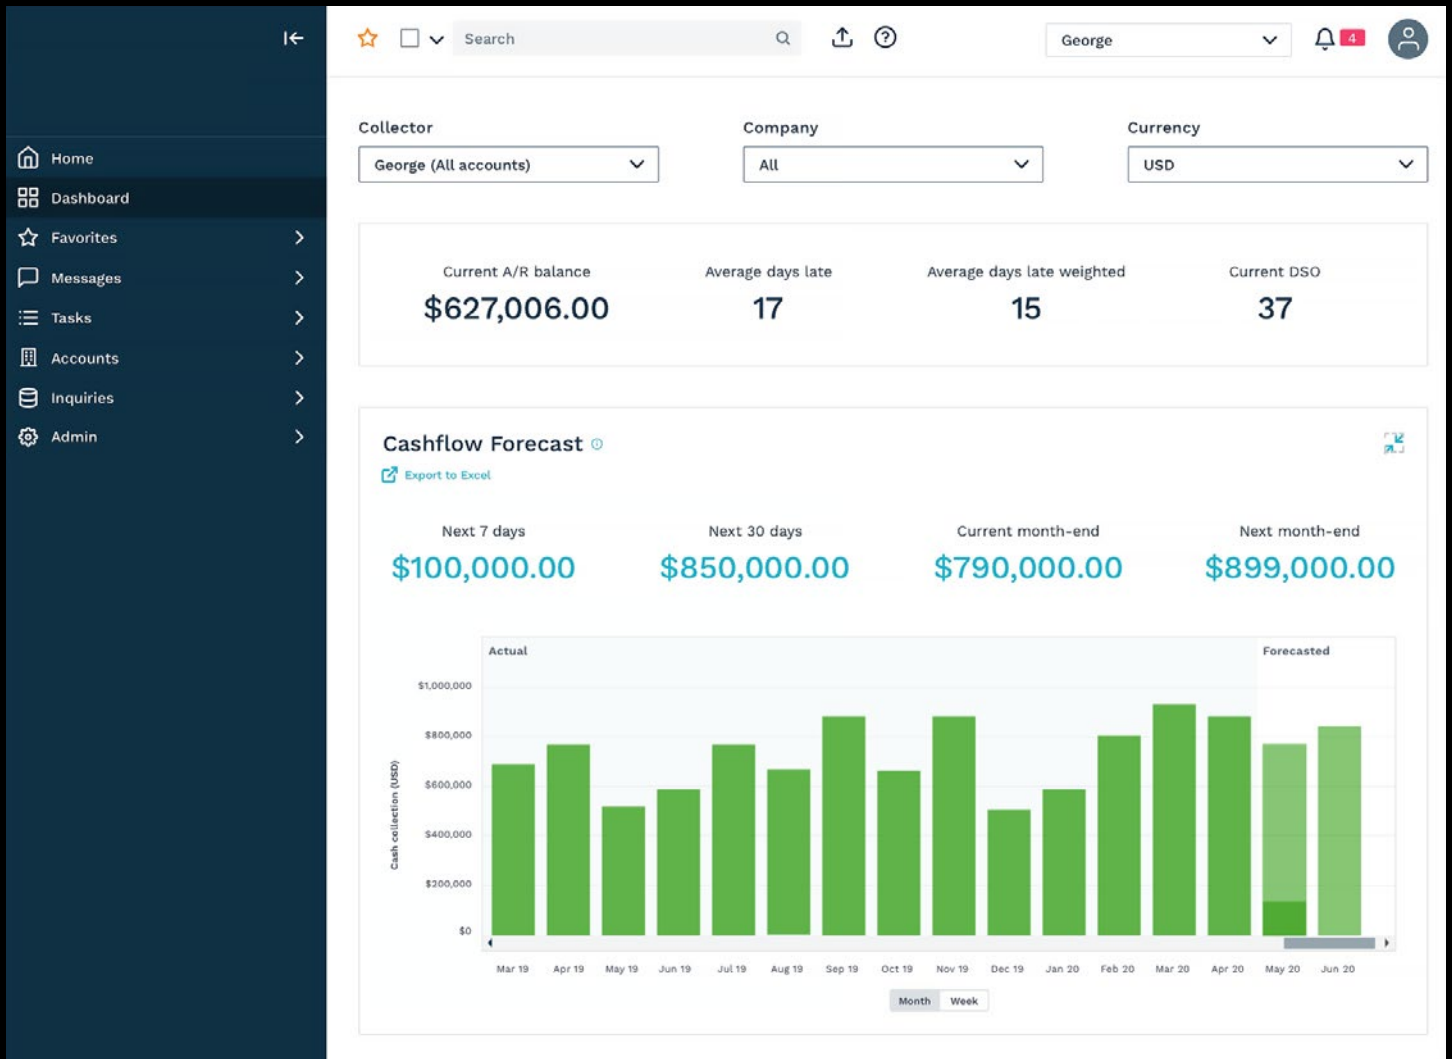 Search
George
4
Home
Dashboard
Favorites
Messages
Tasks
Accounts
Inquiries
Admin
Collector
Company
Currency
George (All accounts)
All
USD
Current A/R balance
Average days late
Average days late weighted
Current DSO
$627,006.00
17
15
37
Cashflow Forecast
Export to Excel
Next 7 days
Next 30 days
Current month-end
Next month-end
$100,000.00
$850,000.00
$790,000.00
$899,000.00
Actual
Forecasted
Cash collection (USD)
$1,000,000
$800,000
$600,000
$400,000
$200,000
$0
Mar 19 Apr 19 May 19 Jun 19 Jul 19 Aug 19 Sep 19 Oct 19 Nov 19 Dec 19 Jan 20 Feb 20 Mar 20 Apr 20 May 20 Jun 20
Month Week